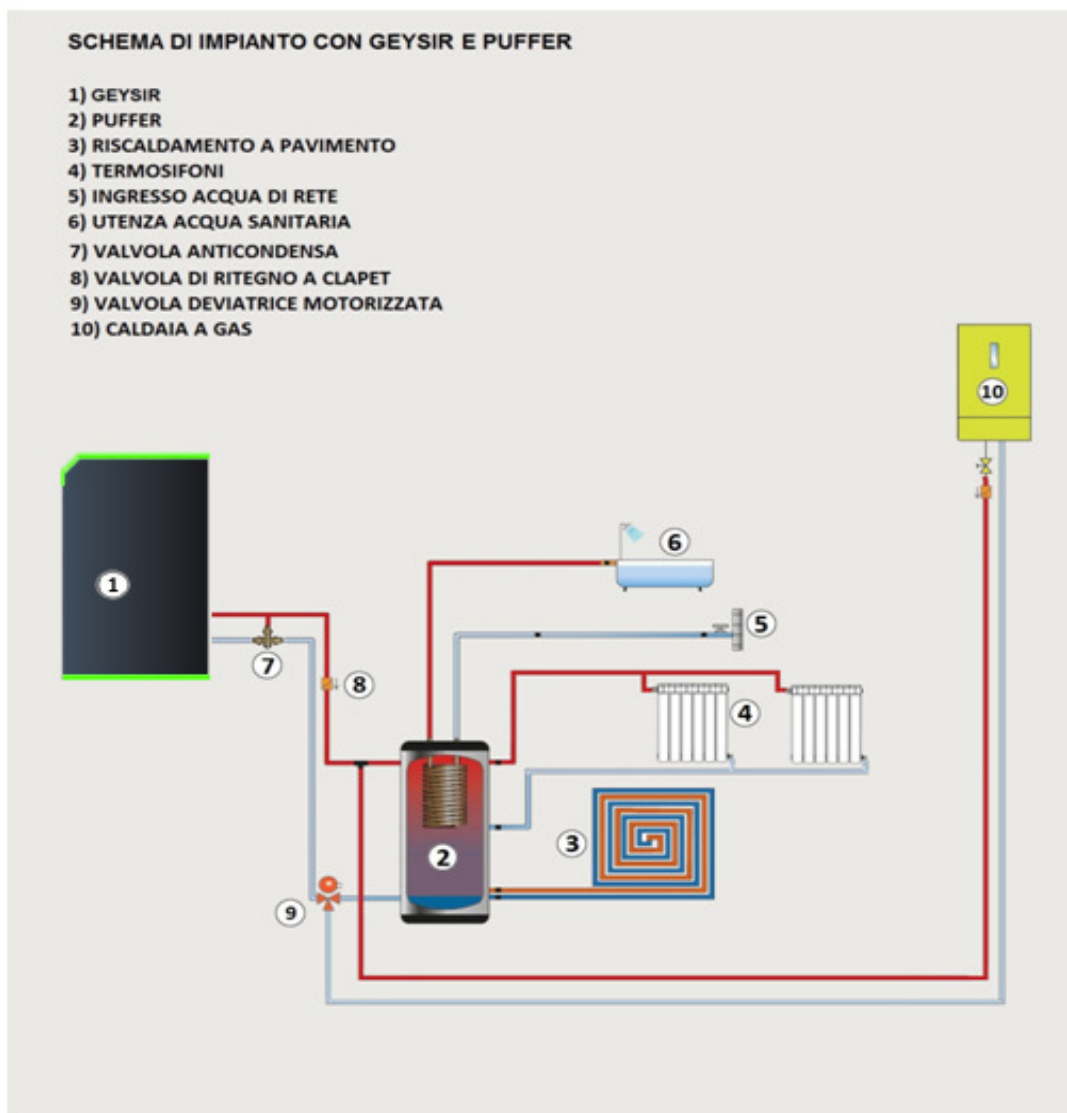 SCHEMA DI IMPIANTO CON GEYSIR E PUFFER
1) GEYSIR
2) PUFFER
3) RISCALDAMENTO A PAVIMENTO
4) TERMOSIFONI
5) INGRESSO ACQUA DI RETE
6) UTENZA ACQUA SANITARIA
7) VALVOLA ANTICONDENSA
8) VALVOLA DI RITEGNO A CLAPET
9) VALVOLA DEVIATRICE MOTORIZZATA
10) CALDAIA A GAS
10
6
1
5
7
8
4
3
2
9